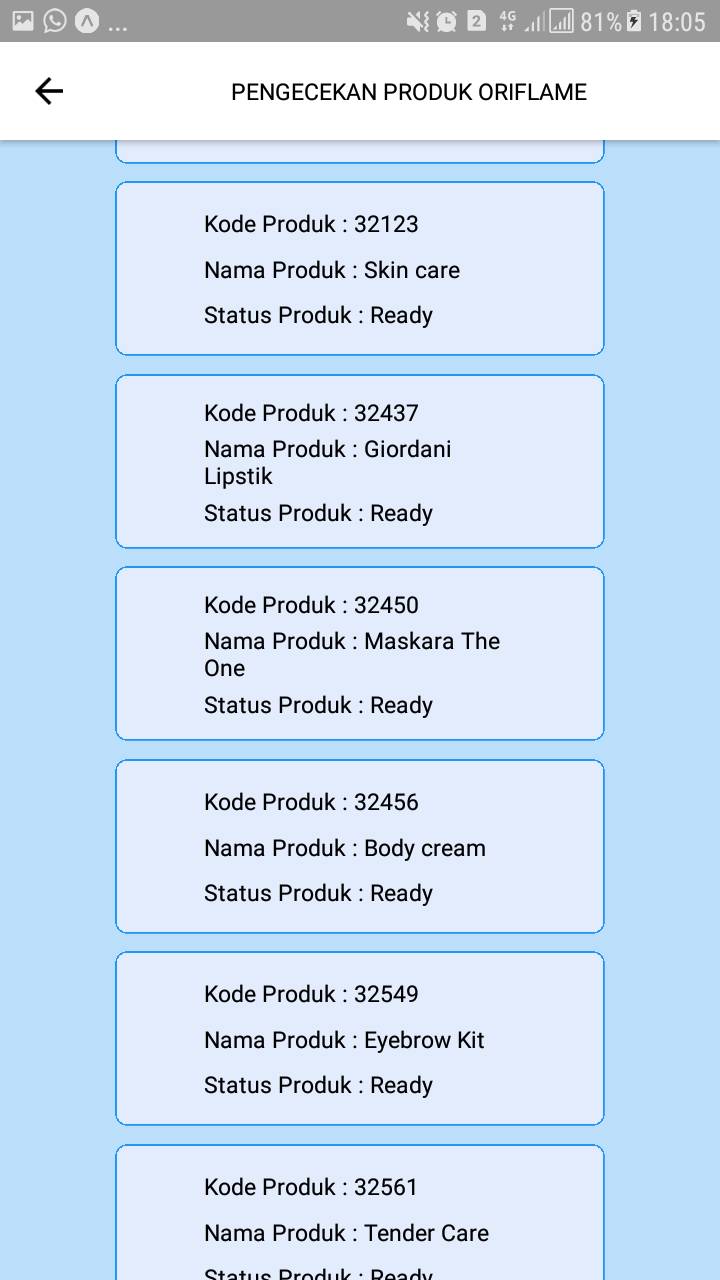 ... 2 4G 81% 18:05
PENGECEKAN PRODUK ORIFLAME
Kode Produk : 32123
Nama Produk : Skin care
Status Produk : Ready
Kode Produk : 32437
Nama Produk : Giordani
Lipstik
Status Produk : Ready
Kode Produk : 32450
Nama Produk : Maskara The
One
Status Produk : Ready
Kode Produk : 32456
Nama Produk : Body cream
Status Produk : Ready
Kode Produk : 32549
Nama Produk : Eyebrow Kit
Status Produk : Ready
Kode Produk : 32561
Nama Produk : Tender Care
Status Produk : Ready